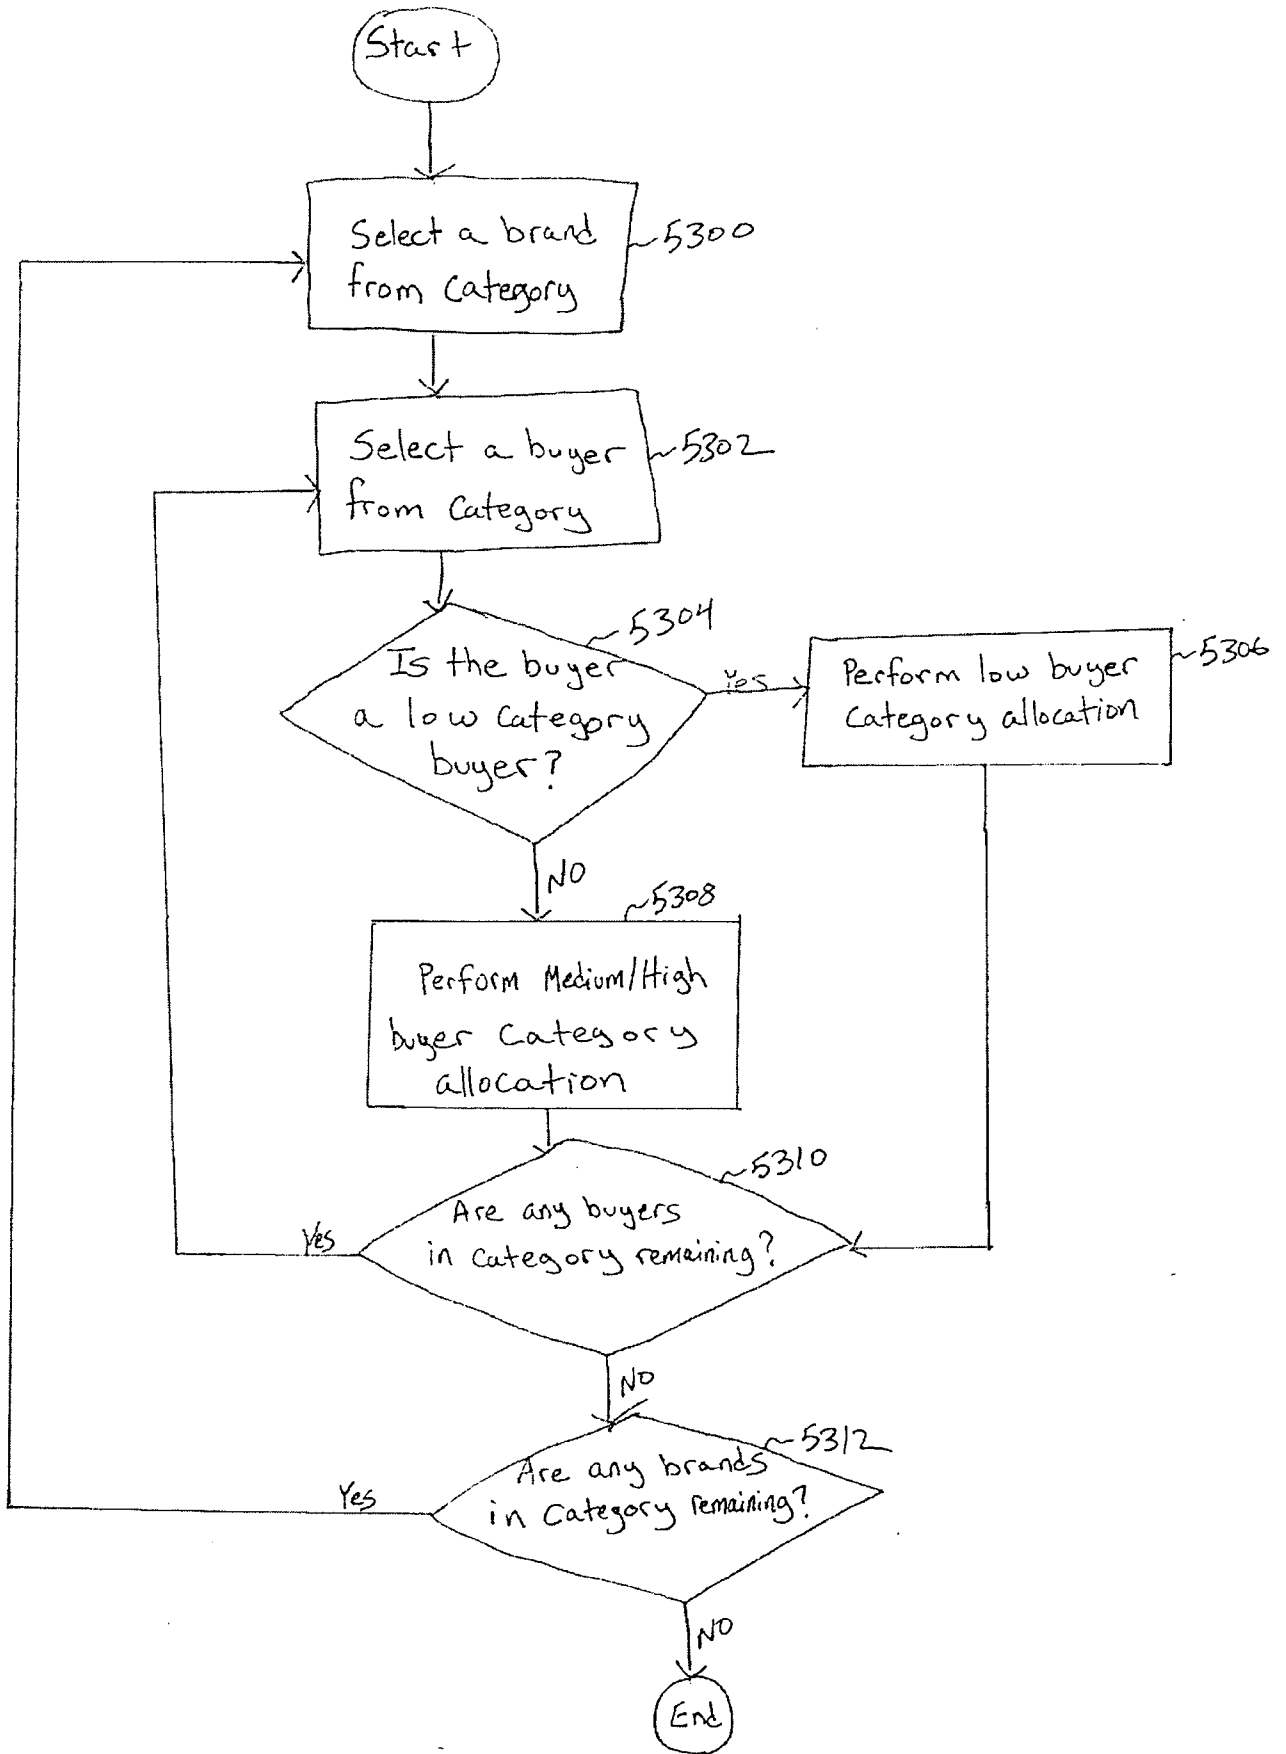 Start
Select a brand
from Category
5300
Select a buyer
from Category
5302
5304
Is the buyer
a low Category
buyer?
Yes
Perform low buyer
Category allocation
5306
NO
5308
Perform Medium/High
buyer Category
allocation
5310
Are any buyers
in Category remaining?
Yes
NO
5312
Are any brands
in Category remaining?
Yes
NO
End